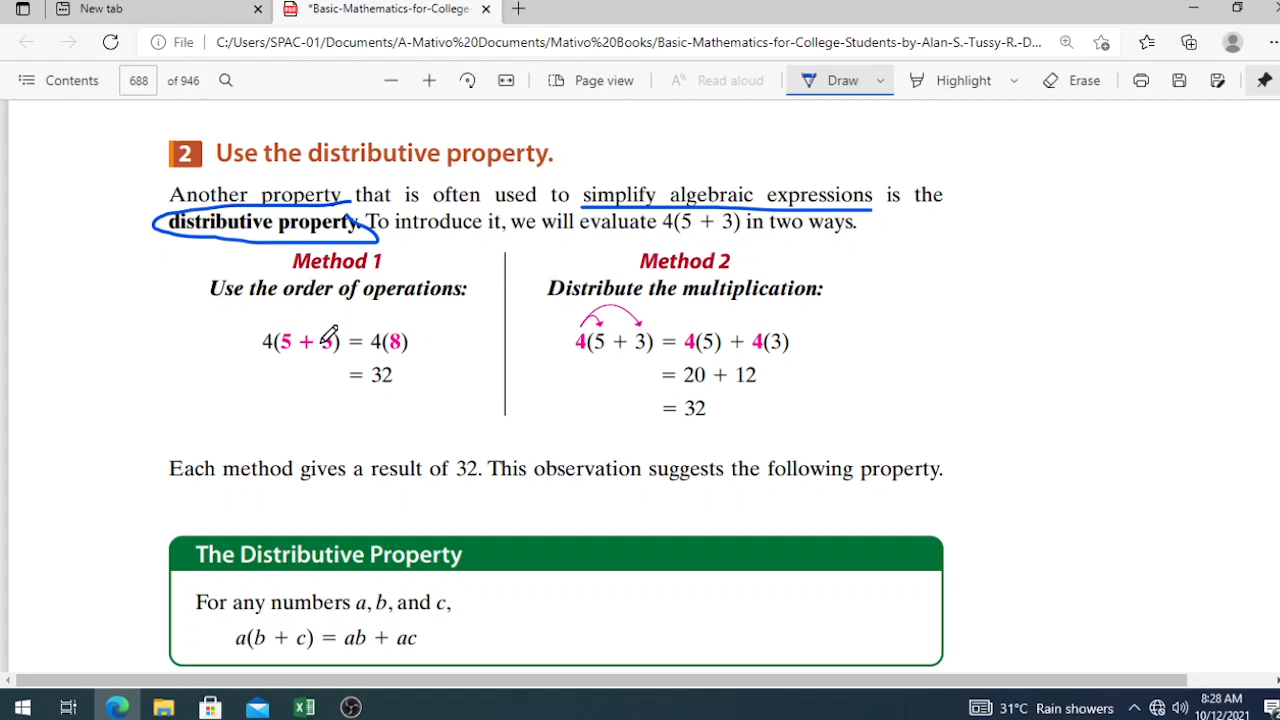 New tab
*Basic-Mathematics-for-College-
File
C:/Users/SPAC-01/Documents/A-Mativo%20Documents/Mativo%20Books/Basic-Mathematics-for-College-Students-by-Alan-S.-Tussy-R.-D...
Contents 688 of 946 Page view Read aloud Draw Highlight Erase
2 Use the distributive property.
Another property that is often used to simplify algebraic expressions is the
distributive property. To introduce it, we will evaluate 4(5 + 3) in two ways.
Method 1
Use the order of operations:
4(5 + 3) = 4(8)
= 32
Method 2
Distribute the multiplication:
4(5 + 3) = 4(5) + 4(3)
= 20 + 12
= 32
Each method gives a result of 32. This observation suggests the following property.
The Distributive Property
For any numbers a, b, and c,
a(b + c) = ab + ac
31°C Rain showers
8:28 AM
10/12/2021